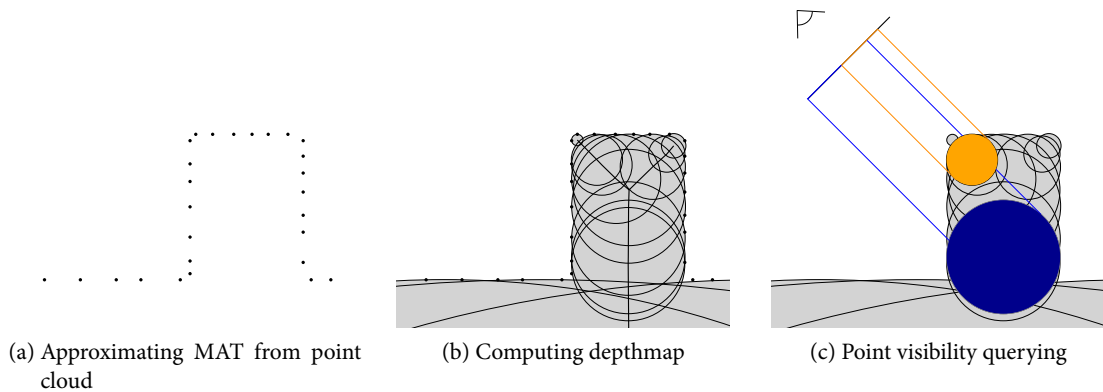 (a) Approximating MAT from point
cloud
(b) Computing depthmap
(c) Point visibility querying